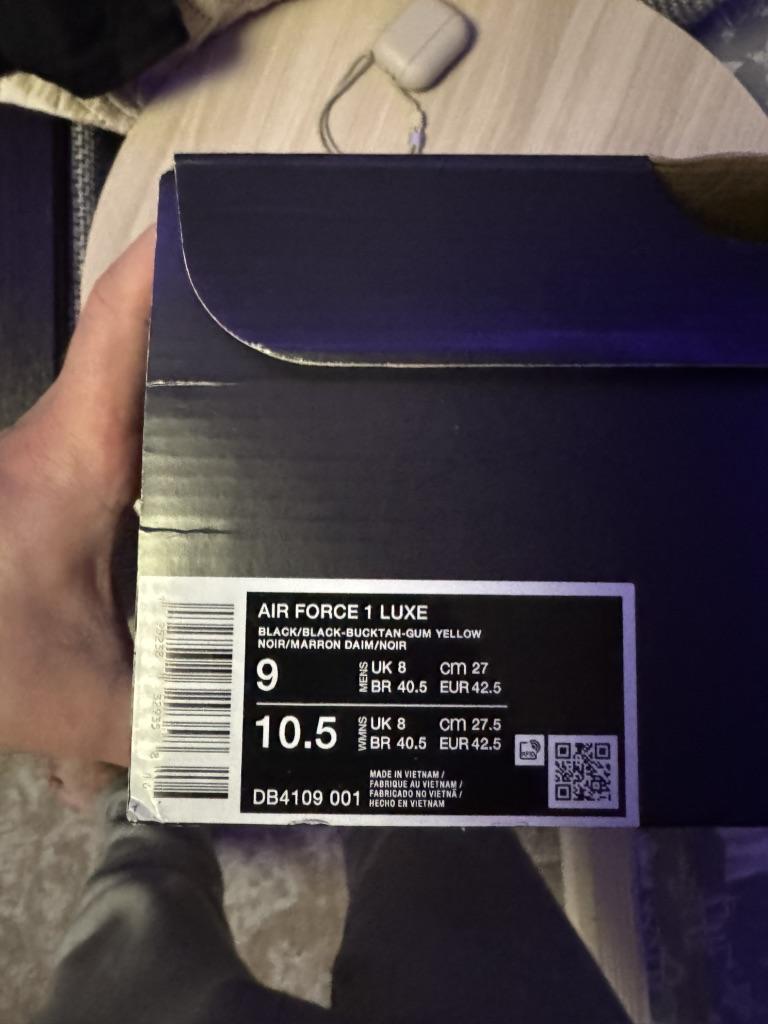 AIR FORCE 1 LUXE
BLACK/BLACK-BUCKTAN-GUM YELLOW
NOIR/MARRON DAIM/NOIR
9 MENS UK 8 CM 27
BR 40.5 EUR 42.5
10.5 WMNS UK 8 CM 27.5
BR 40.5 EUR 42.5
RFID
DB4109 001
MADE IN VIETNAM /
FABRIQUE AU VIETNAM /
FABRICADO NO VIETNÃ /
HECHO EN VIETNAM